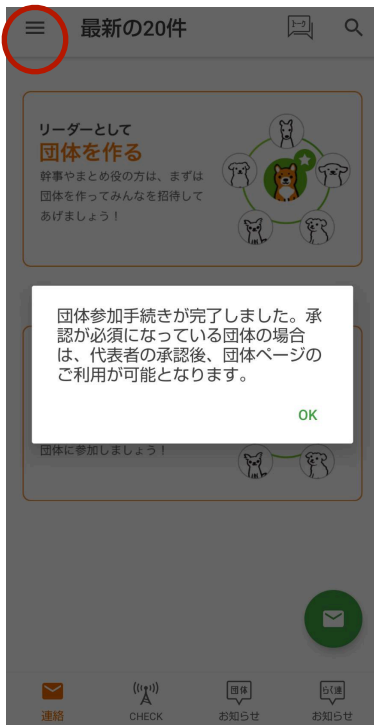 最新の20件
トーク
リーダーとして
団体を作る
幹事やまとめ役の方は、まずは
団体を作ってみんなを招待して
あげましょう！
団体参加手続きが完了しました。承
認が必須になっている団体の場合
は、代表者の承認後、団体ページの
ご利用が可能となります。
OK
団体に参加しましょう！
連絡
CHECK
団体
お知らせ
らく連
お知らせ